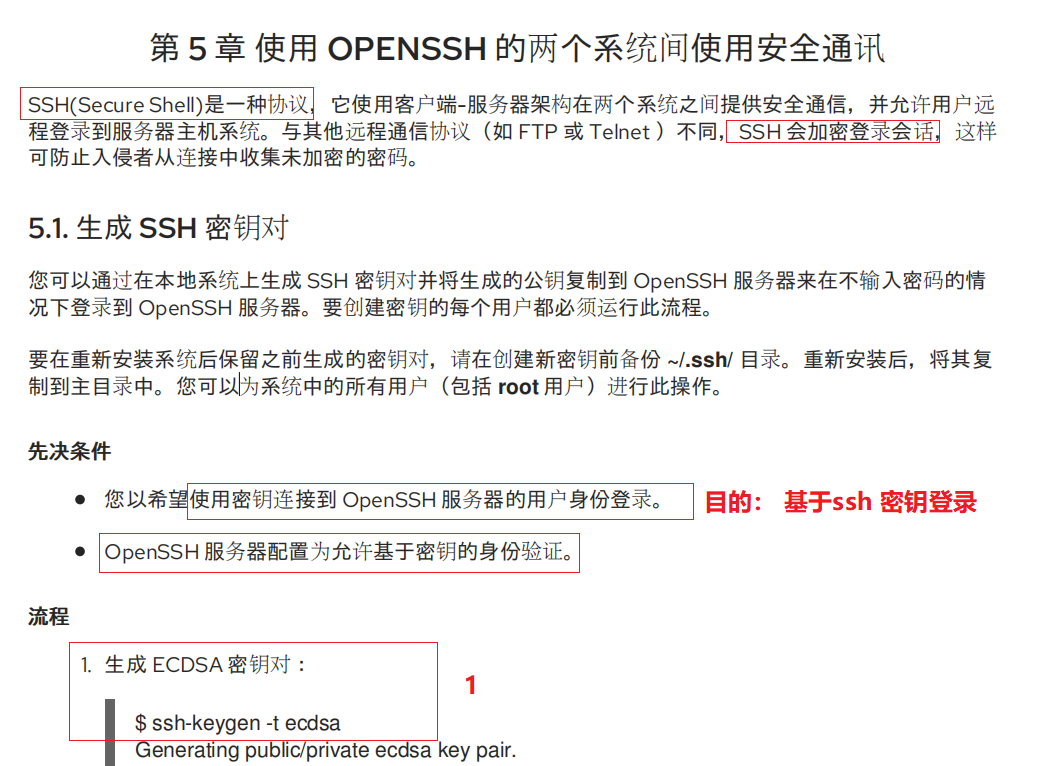 第 5 章 使用 OPENSSH 的两个系统间使用安全通讯
SSH(Secure Shell)是一种协议，它使用客户端-服务器架构在两个系统之间提供安全通信，并允许用户远
程登录到服务器主机系统。与其他远程通信协议（如 FTP 或 Telnet ）不同，SSH 会加密登录会话，这样
可防止入侵者从连接中收集未加密的密码。
5.1. 生成 SSH 密钥对
您可以通过在本地系统上生成 SSH 密钥对并将生成的公钥复制到 OpenSSH 服务器来在不输入密码的情
况下登录到 OpenSSH 服务器。要创建密钥的每个用户都必须运行此流程。
要在重新安装系统后保留之前生成的密钥对，请在创建新密钥前备份 ~/.ssh/ 目录。重新安装后，将其复
制到主目录中。您可以为系统中的所有用户（包括 root 用户）进行此操作。
先决条件
● 您以希望使用密钥连接到 OpenSSH 服务器的用户身份登录。 目的： 基于ssh 密钥登录
● OpenSSH 服务器配置为允许基于密钥的身份验证。
流程
1. 生成 ECDSA 密钥对：
1
$ ssh-keygen -t ecdsa
Generating public/private ecdsa key pair.